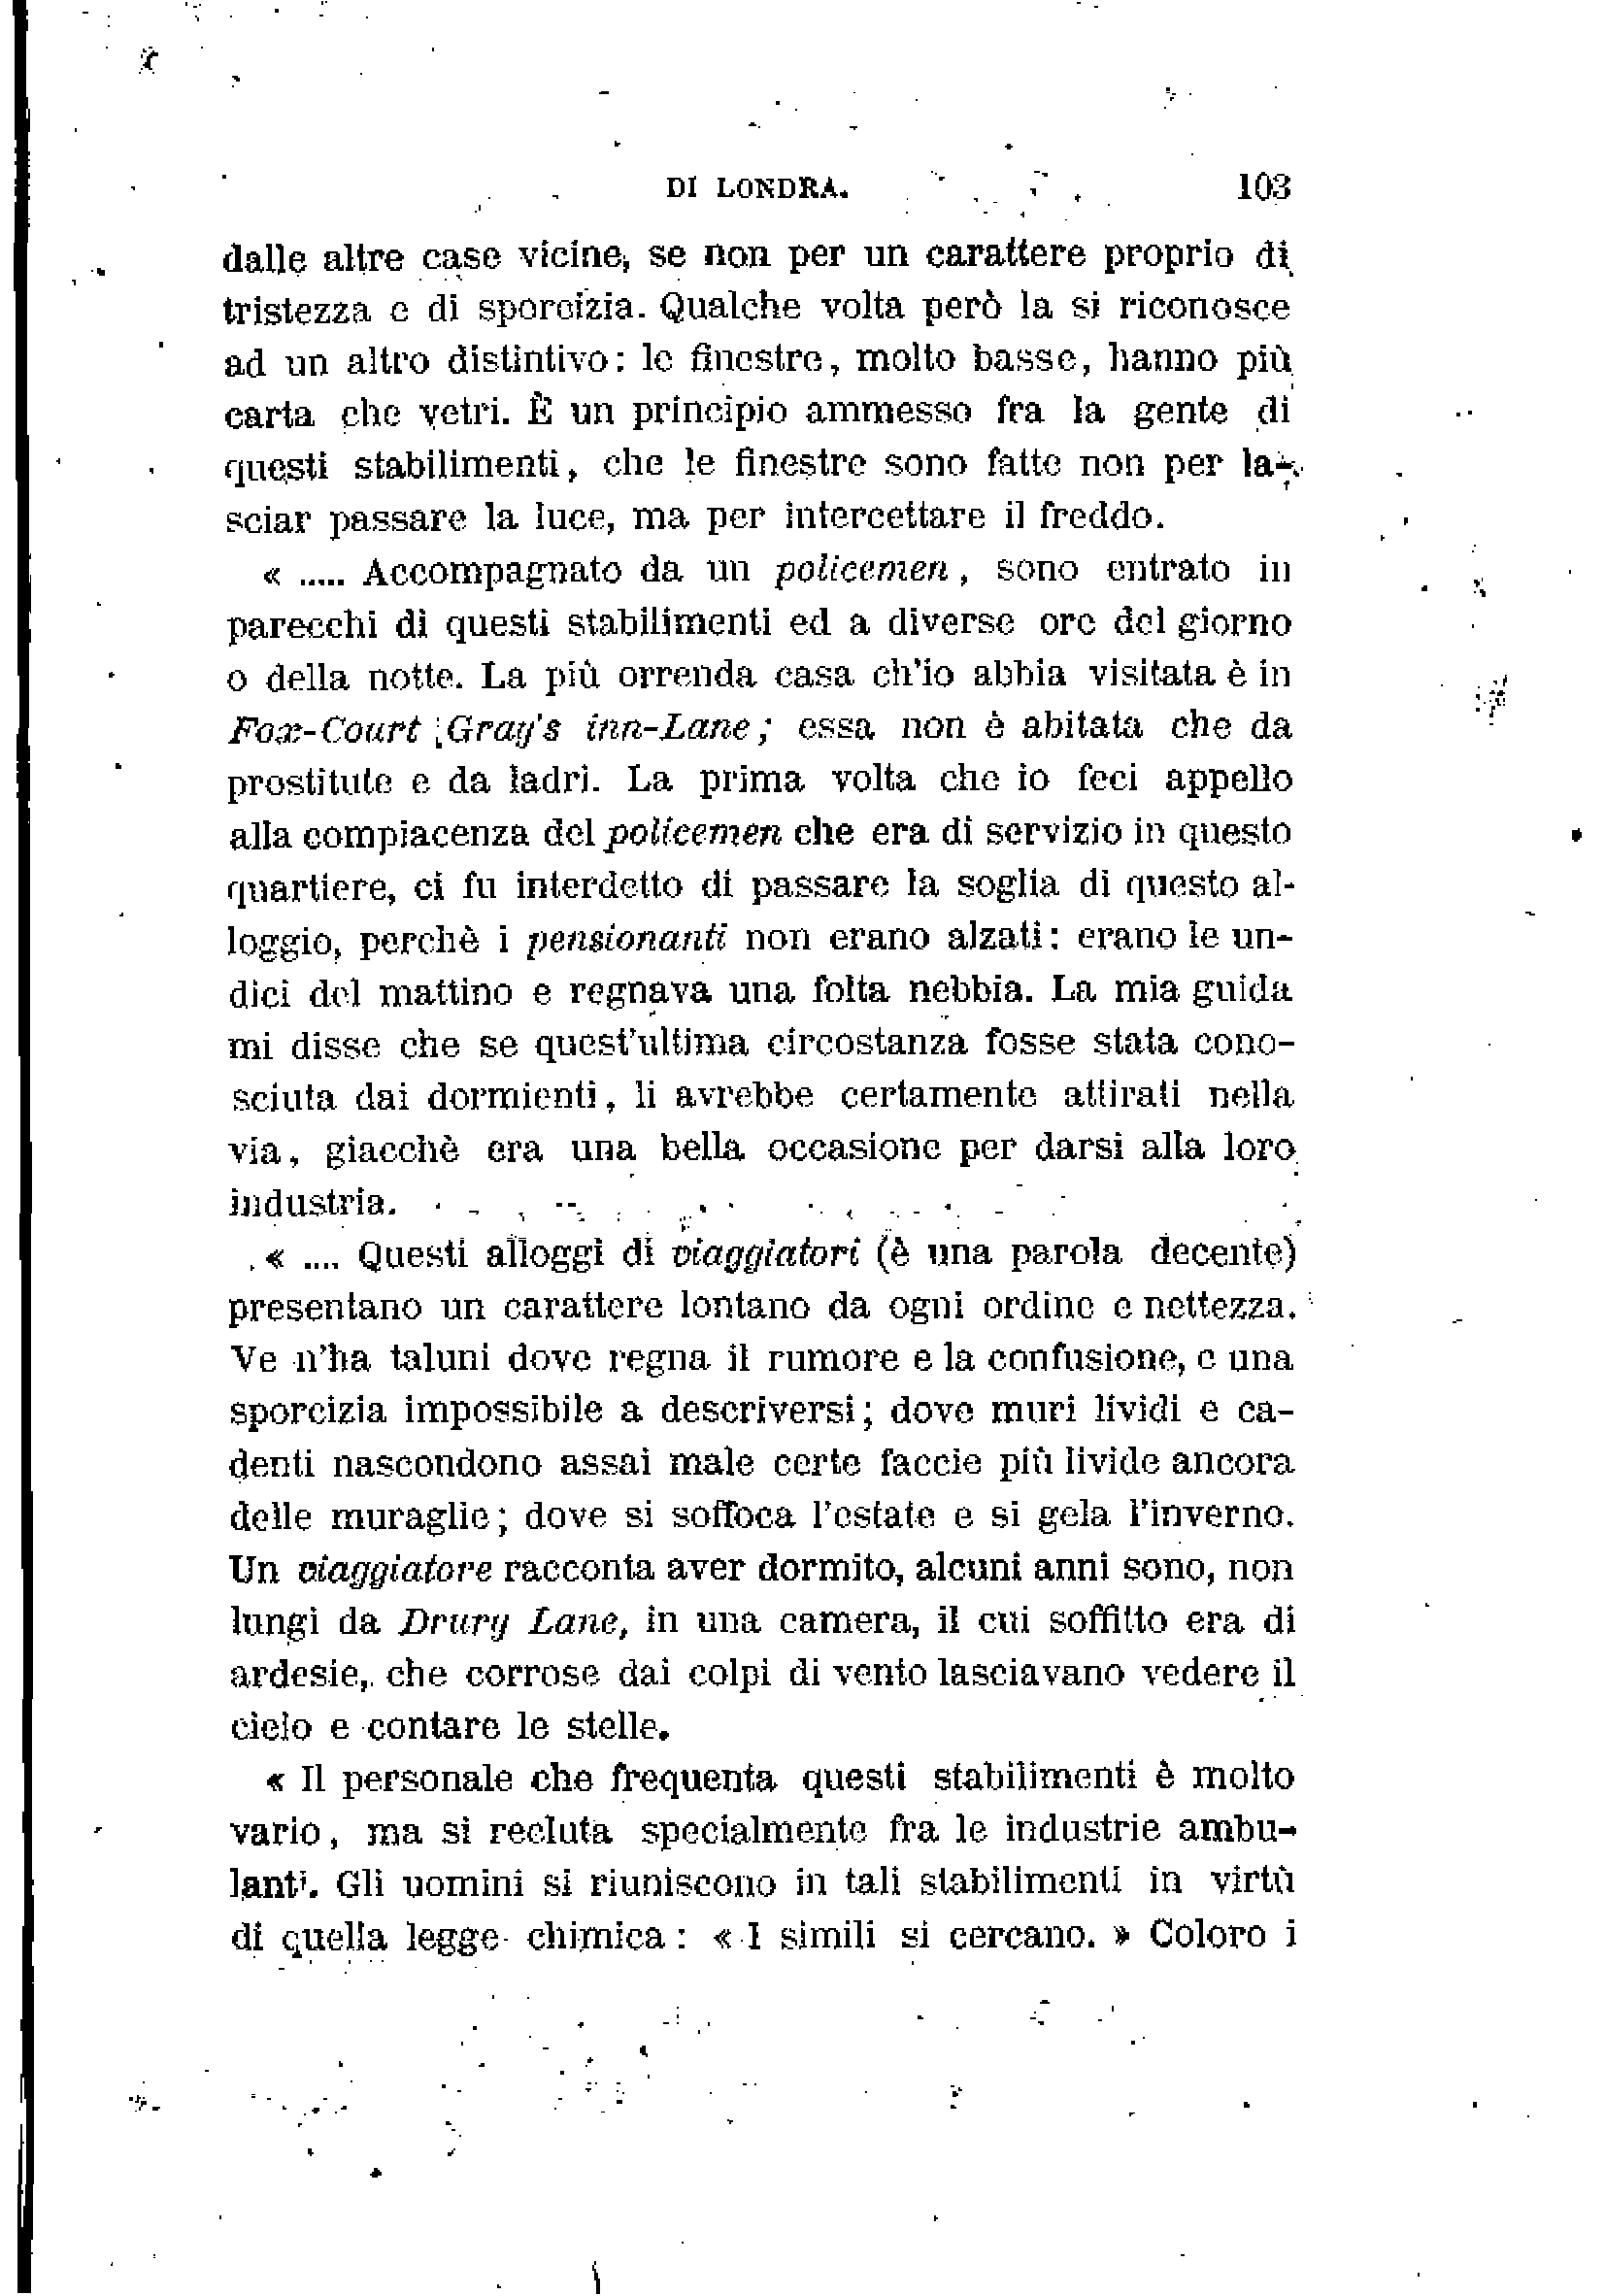 DI LONDRA. 103
dalle altre case vicine, se non per un carattere proprio di
tristezza e di sporcizia. Qualche volta però la si riconosce
ad un altro distintivo: le finestre, molto basse, hanno più
carta che vetri. È un principio ammesso fra la gente di
questi stabilimenti, che le finestre sono fatte non per la-
sciar passare la luce, ma per intercettare il freddo.
« ..... Accompagnato da un policemen, sono entrato in
parecchi di questi stabilimenti ed a diverse ore del giorno
o della notte. La più orrenda casa ch'io abbia visitata è in
Fox-Court Gray's inn-Lane; essa non è abitata che da
prostitute e da ladri. La prima volta che io feci appello
alla compiacenza del policemen che era di servizio in questo
quartiere, ci fu interdetto di passare la soglia di questo al-
loggio, perchè i pensionanti non erano alzati: erano le un-
dici del mattino e regnava una folta nebbia. La mia guida
mi disse che se quest'ultima circostanza fosse stata cono-
sciuta dai dormienti, li avrebbe certamente attirati nella
via, giacchè era una bella occasione per darsi alla loro
industria.
« .... Questi alloggi di viaggiatori (è una parola decente)
presentano un carattere lontano da ogni ordine e nettezza.
Ve n'ha taluni dove regna il rumore e la confusione, e una
sporcizia impossibile a descriversi; dove muri lividi e ca-
denti nascondono assai male certe faccie più livide ancora
delle muraglie; dove si soffoca l'estate e si gela l'inverno.
Un viaggiatore racconta aver dormito, alcuni anni sono, non
lungi da Drury Lane, in una camera, il cui soffitto era di
ardesie, che corrose dai colpi di vento lasciavano vedere il
cielo e contare le stelle.
« Il personale che frequenta questi stabilimenti è molto
vario, ma si recluta specialmente fra le industrie ambu-
lanti. Gli uomini si riuniscono in tali stabilimenti in virtù
di quella legge chimica: « I simili si cercano. » Coloro i